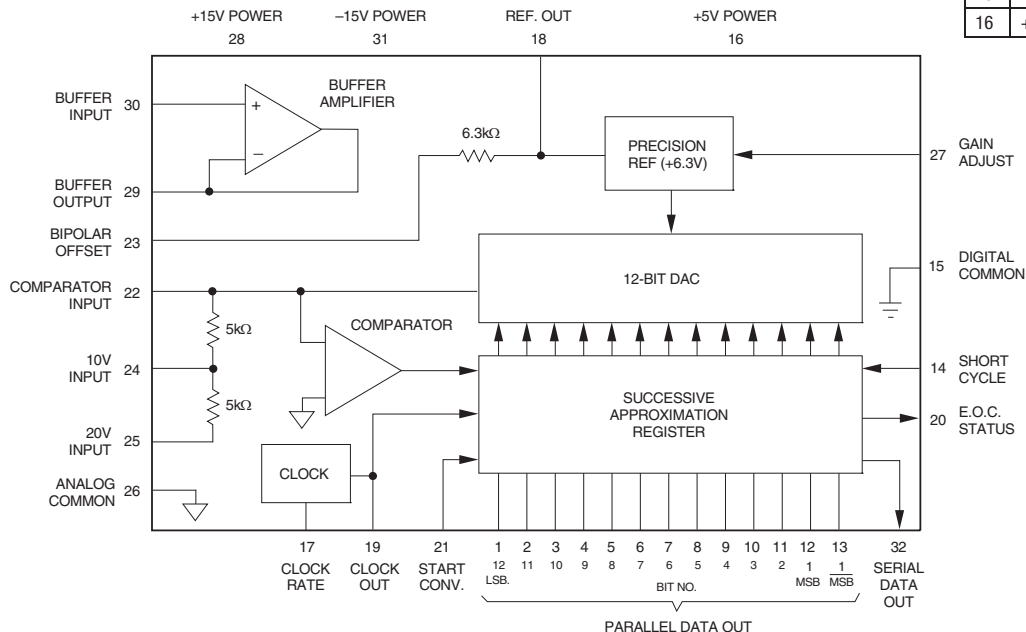 +15V POWER
28
–15V POWER
31
REF. OUT
18
+5V POWER
16
16 +
BUFFER
INPUT
30
BUFFER
AMPLIFIER
+
–
BUFFER
OUTPUT
29
6.3kΩ
PRECISION
REF (+6.3V)
27
GAIN
ADJUST
BIPOLAR
OFFSET
23
12-BIT DAC
15
DIGITAL
COMMON
COMPARATOR
INPUT
22
5kΩ
COMPARATOR
10V
INPUT
24
5kΩ
SUCCESSIVE
APPROXIMATION
REGISTER
14
SHORT
CYCLE
20
E.O.C.
STATUS
20V
INPUT
25
CLOCK
ANALOG
COMMON
26
17
CLOCK
RATE
19
CLOCK
OUT
21
START
CONV.
1 2 3 4 5 6 7 8 9 10 11 12 13
12 11 10 9 8 7 6 5 4 3 2 1 1
LSB. BIT NO. MSB MSB
PARALLEL DATA OUT
32
SERIAL
DATA
OUT